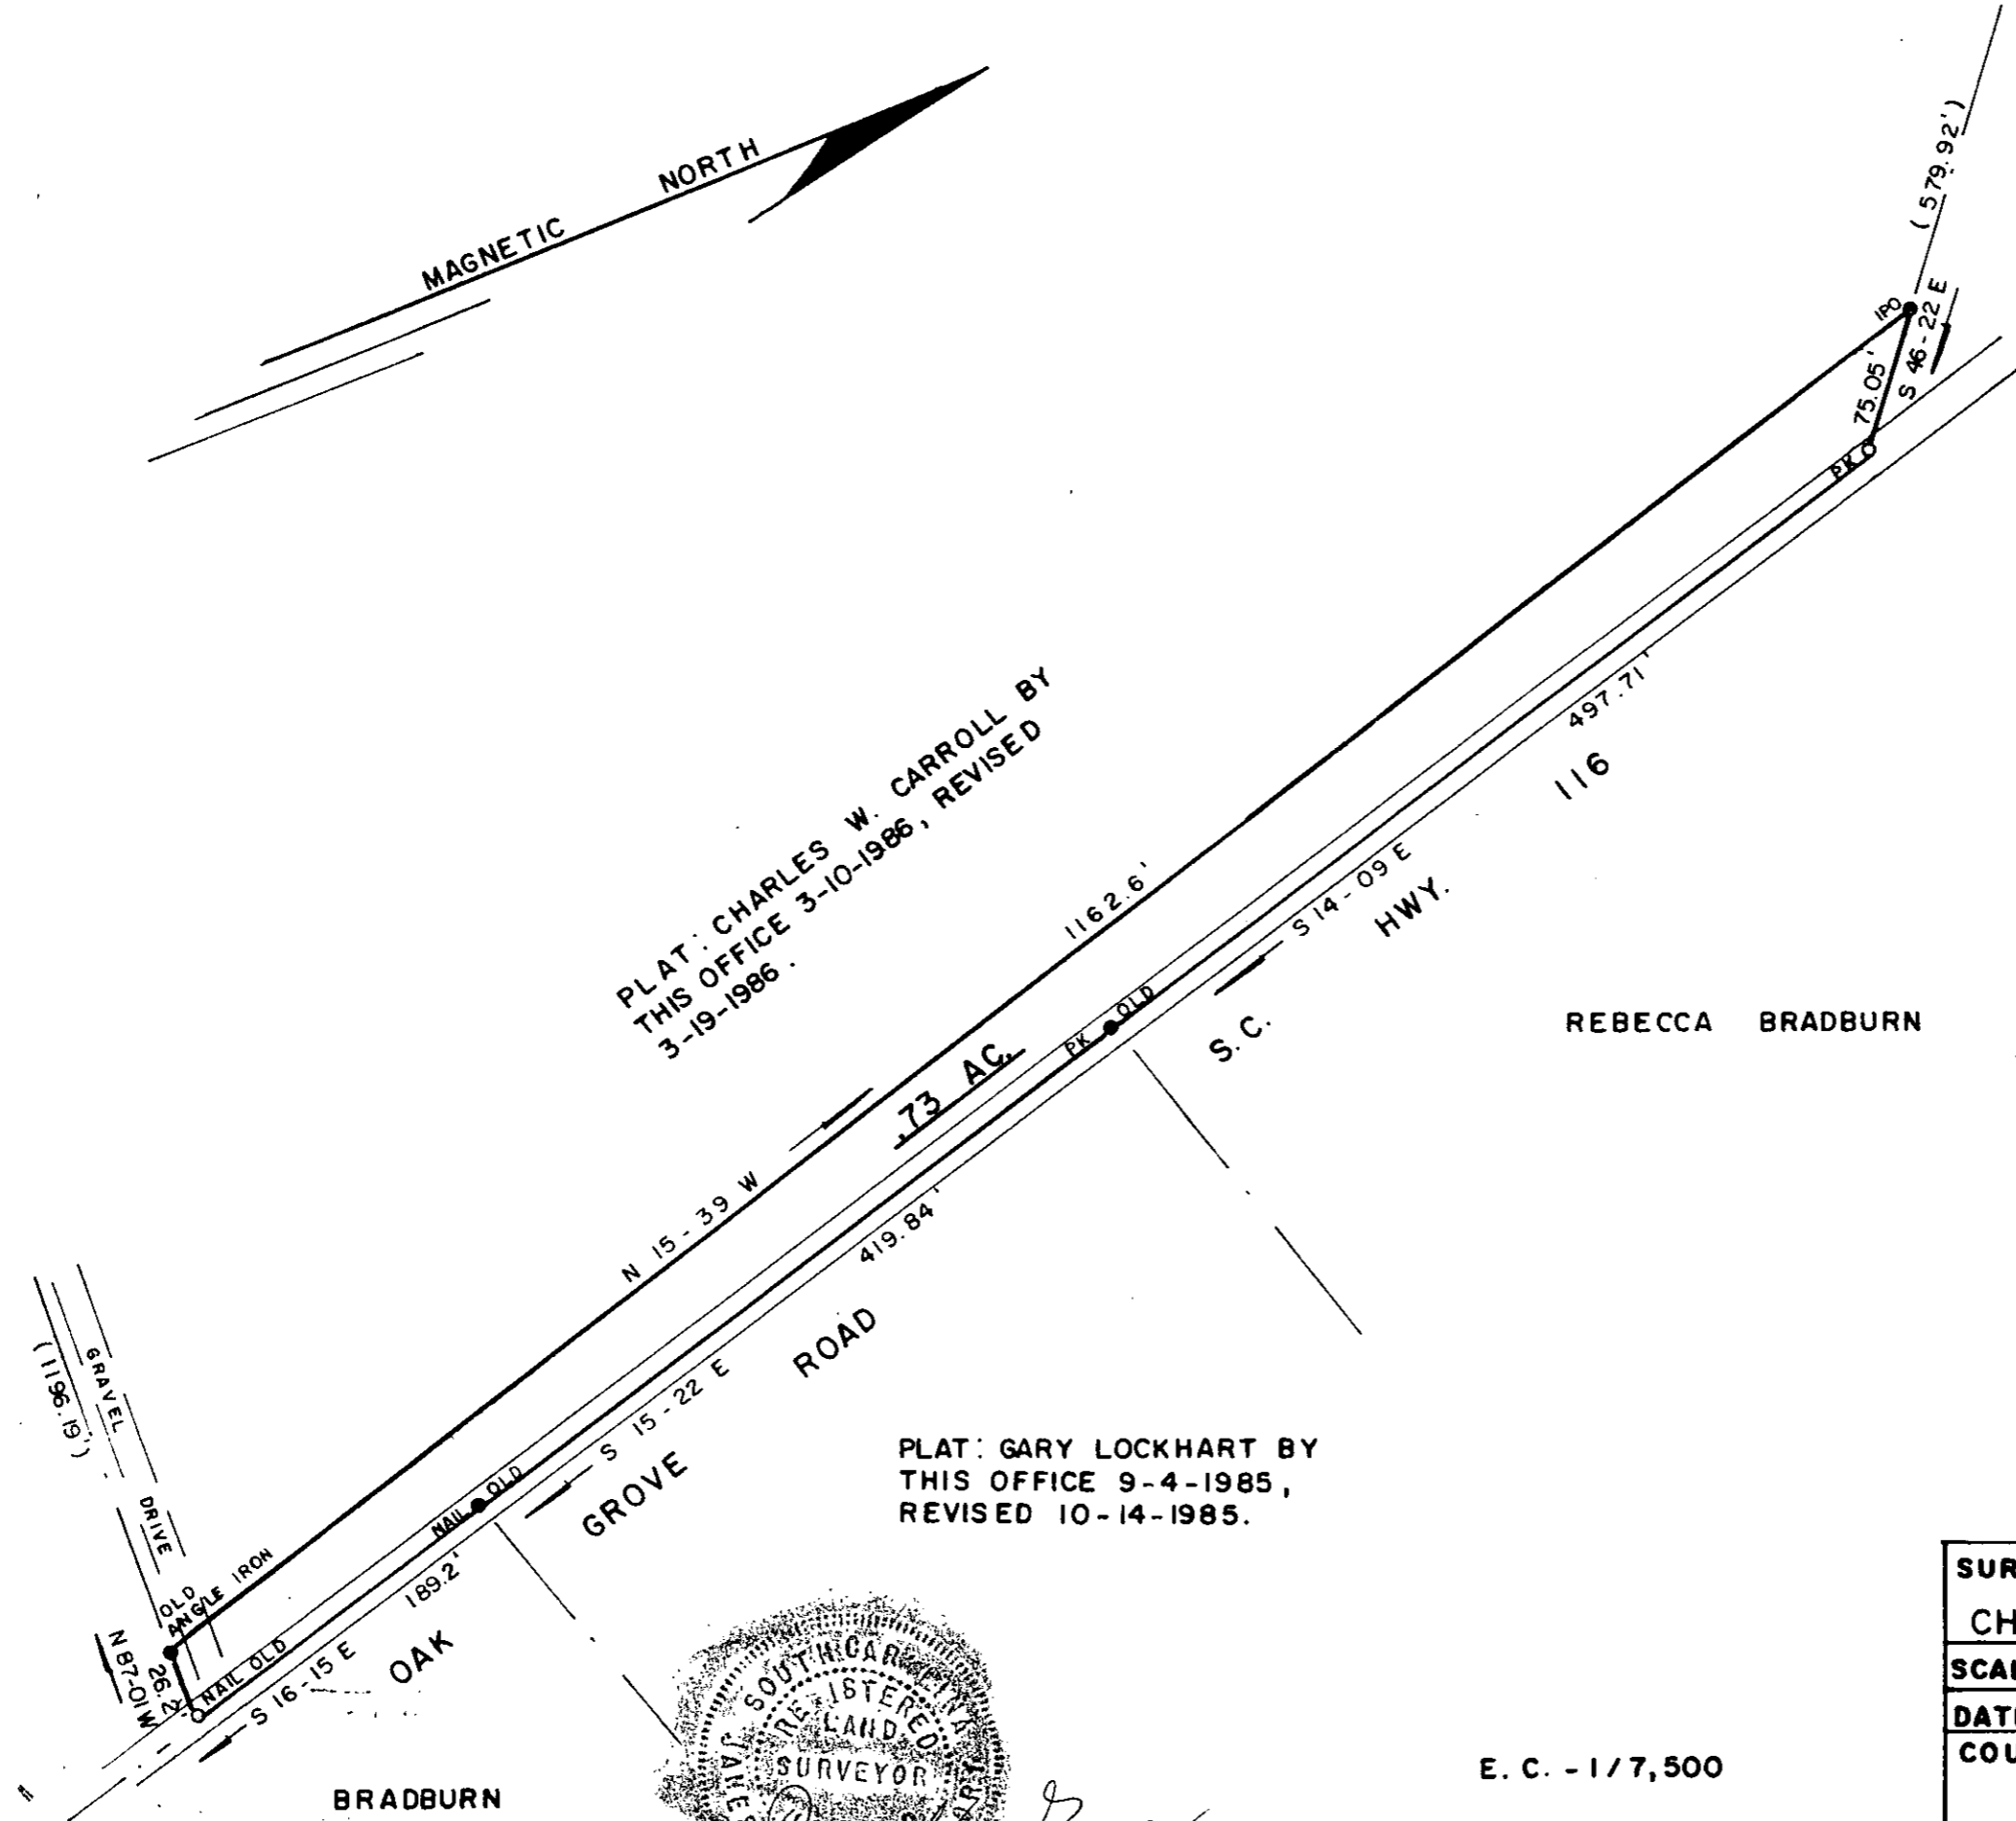 MAGNETIC NORTH
(579.92')
IPO
75.05'
S 46-22 E
PK
497.71'
116
PLAT: CHARLES W. CARROLL BY
THIS OFFICE 3-10-1986, REVISED
3-19-1986.
1162.6'
S 14-09 E
HWY.
S.C.
PK OLD
.73 AC.
REBECCA BRADBURN
N 15-39 W
419.84'
ROAD
S 15-22 E
GROVE
NAIL OLD
PLAT: GARY LOCKHART BY
THIS OFFICE 9-4-1985,
REVISED 10-14-1985.
(1196.19')
GRAVEL
DRIVE
OLD
ANGLE IRON
N 87-01 W
26.2'
NAIL OLD
189.2'
S 16-15 E
OAK
SOUTH CAROLINA
REGISTERED
LAND
SURVEYOR
BRADBURN
E. C. - 1/7,500
SUR
CH
SCA
DAT
COU